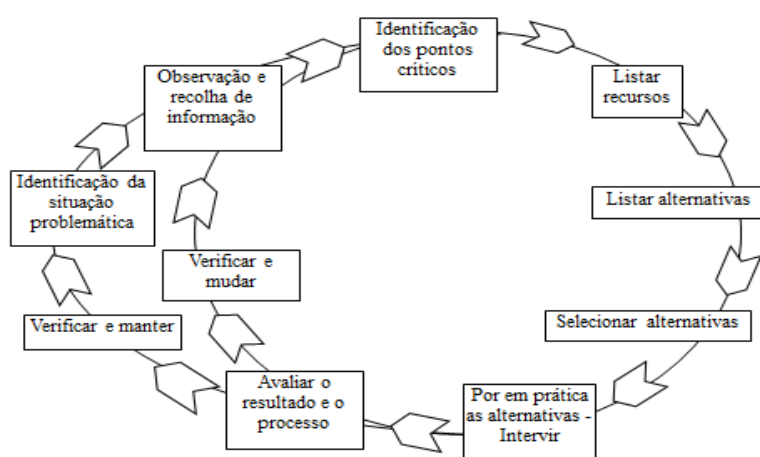 Identificação
dos pontos
críticos
Observação e
recolha de
informação
Listar
recursos
Identificação da
situação
problemática
Listar alternativas
Verificar e
mudar
Verificar e manter
Selecionar alternativas
Avaliar o
resultado e o
processo
Por em prática
as alternativas -
Intervir